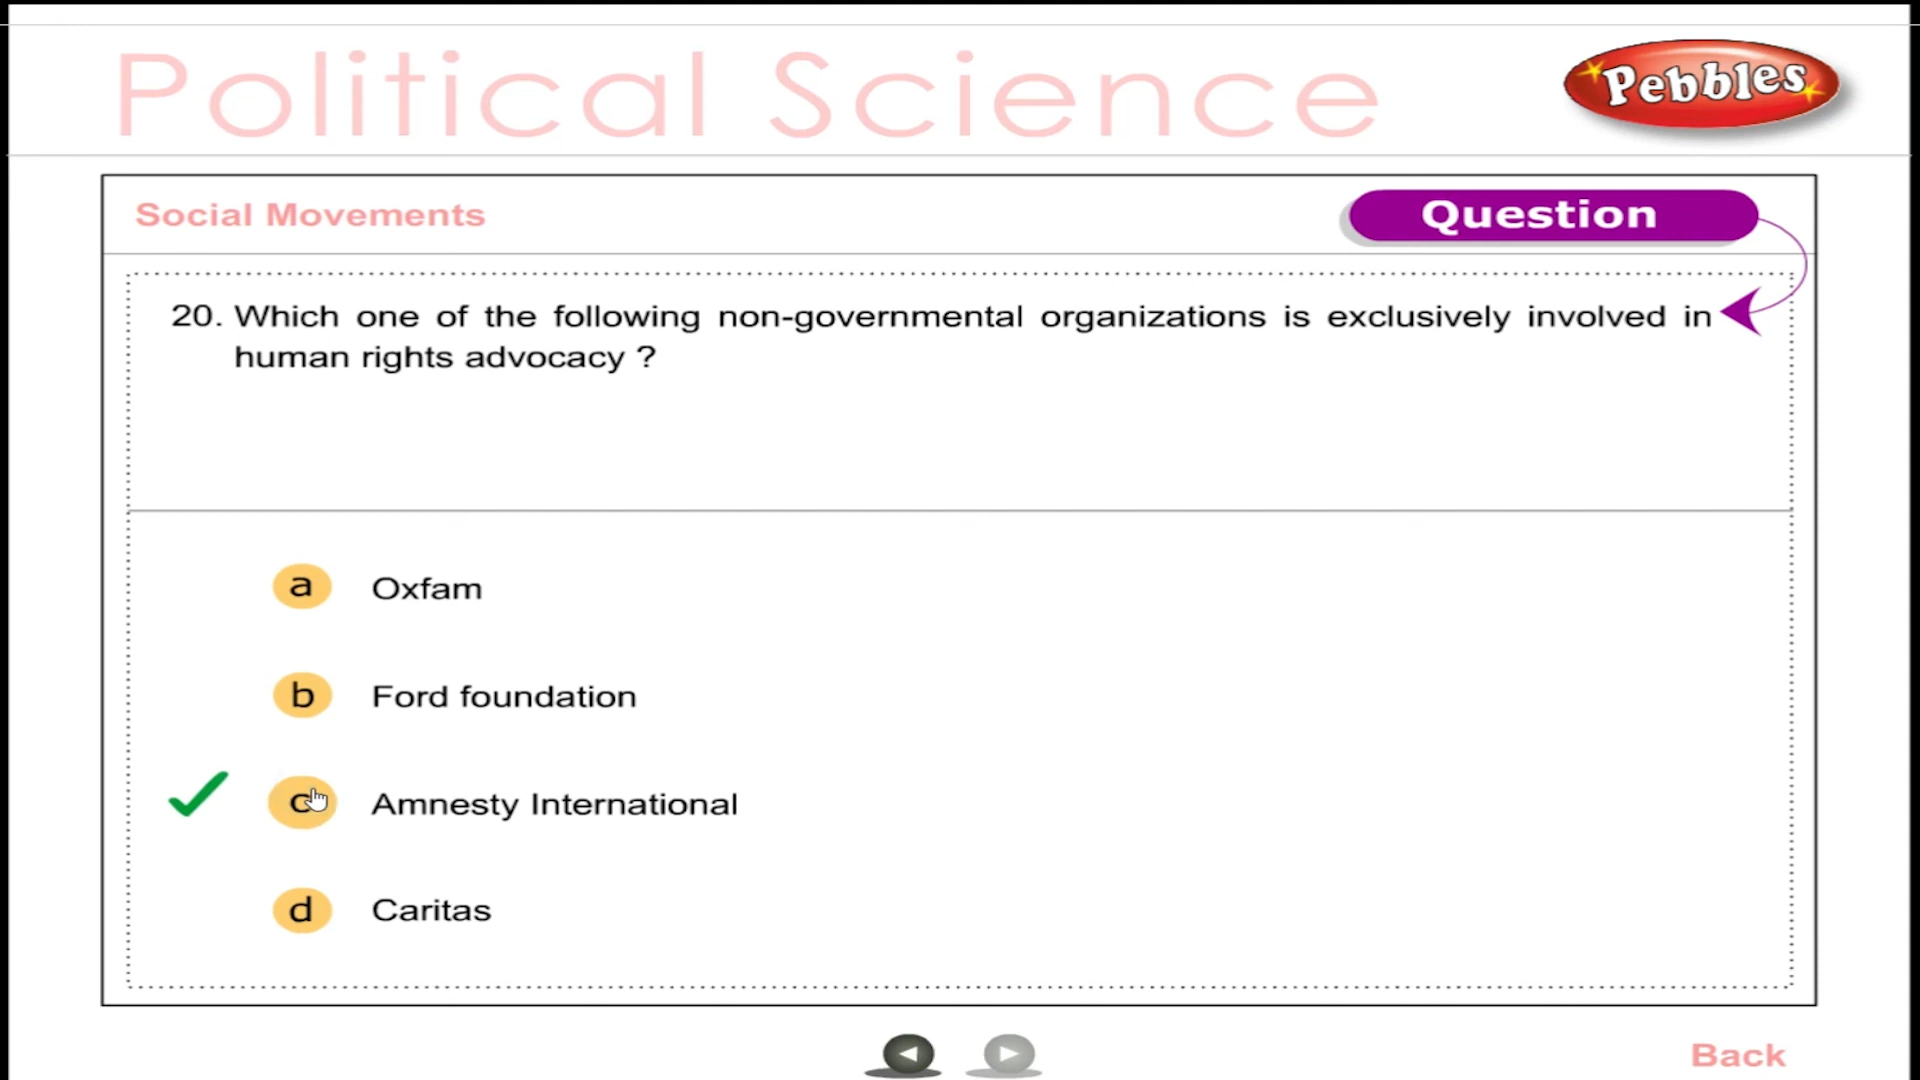 Political Science
Pebbles
Social Movements
Question
20. Which one of the following non-governmental organizations is exclusively involved in
human rights advocacy ?
a Oxfam
b Ford foundation
c Amnesty International
d Caritas
Back